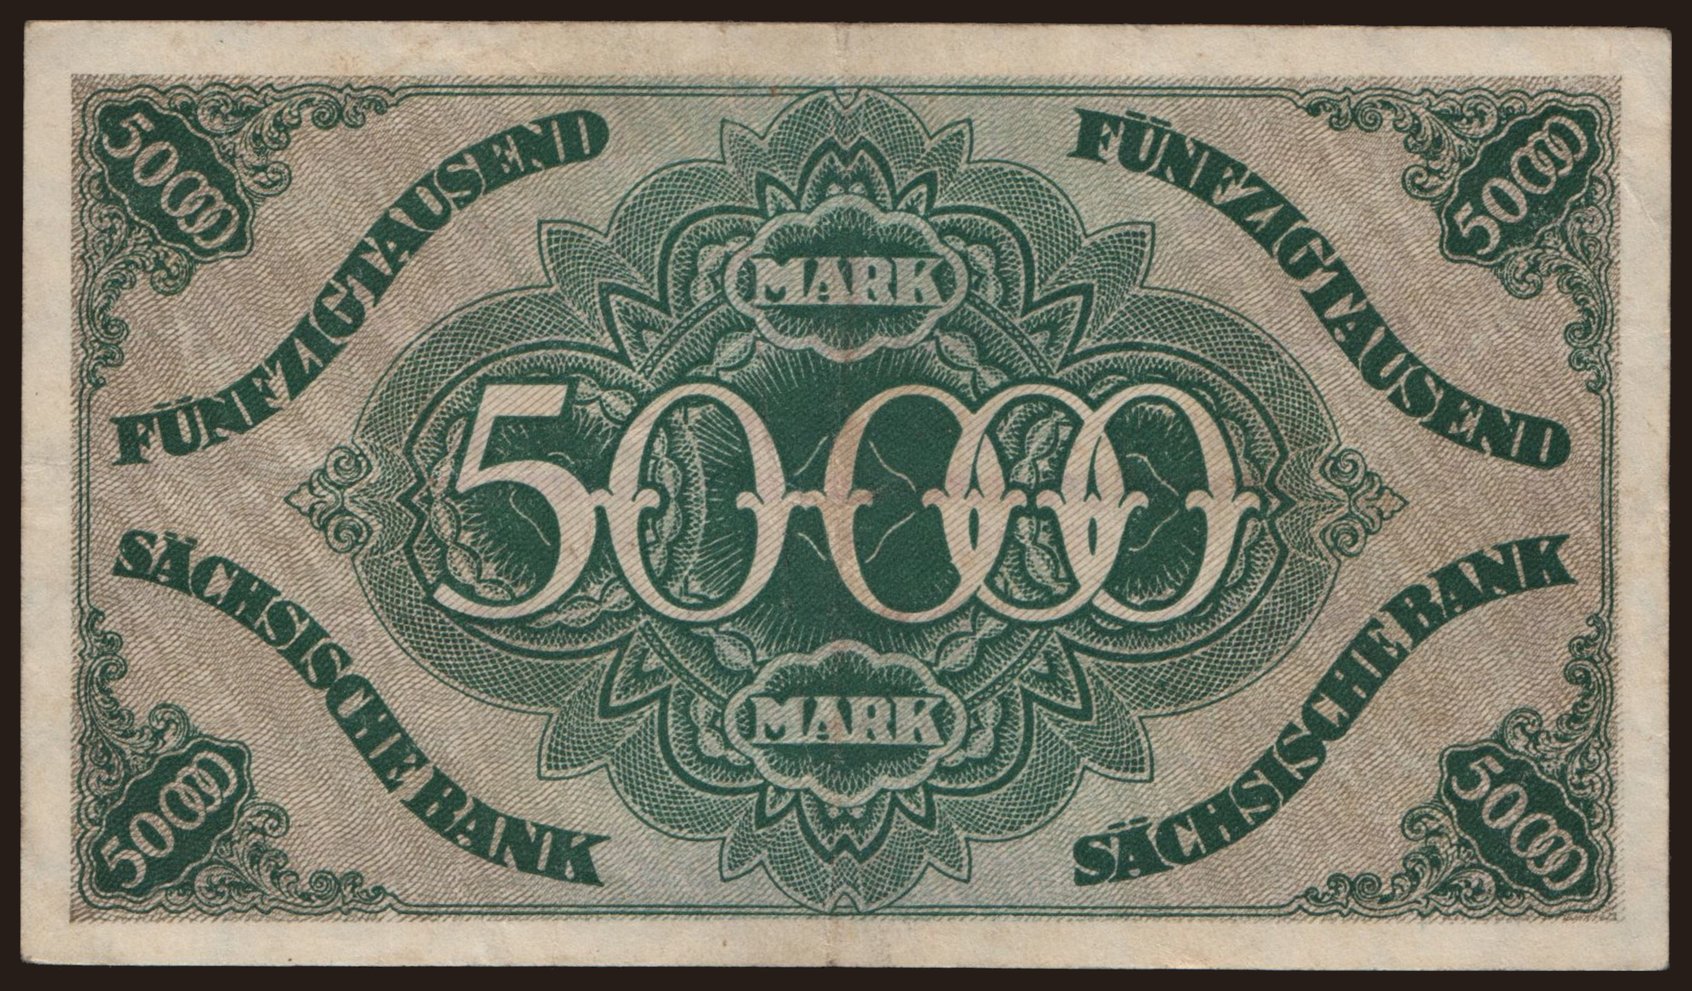 50000
FÜNFZIGTAUSEND
FÜNFZIGTAUSEND
50000
MARK
50000
MARK
SÄCHSISCHE BANK
SÄCHSISCHE BANK
50000
50000